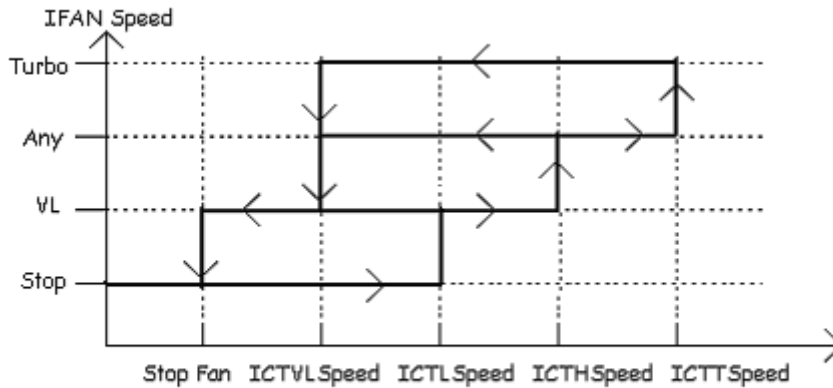 IFAN Speed
Turbo
Any
VL
Stop
Stop Fan ICTVLSpeed ICTLSpeed ICTHSpeed ICTTSpeed